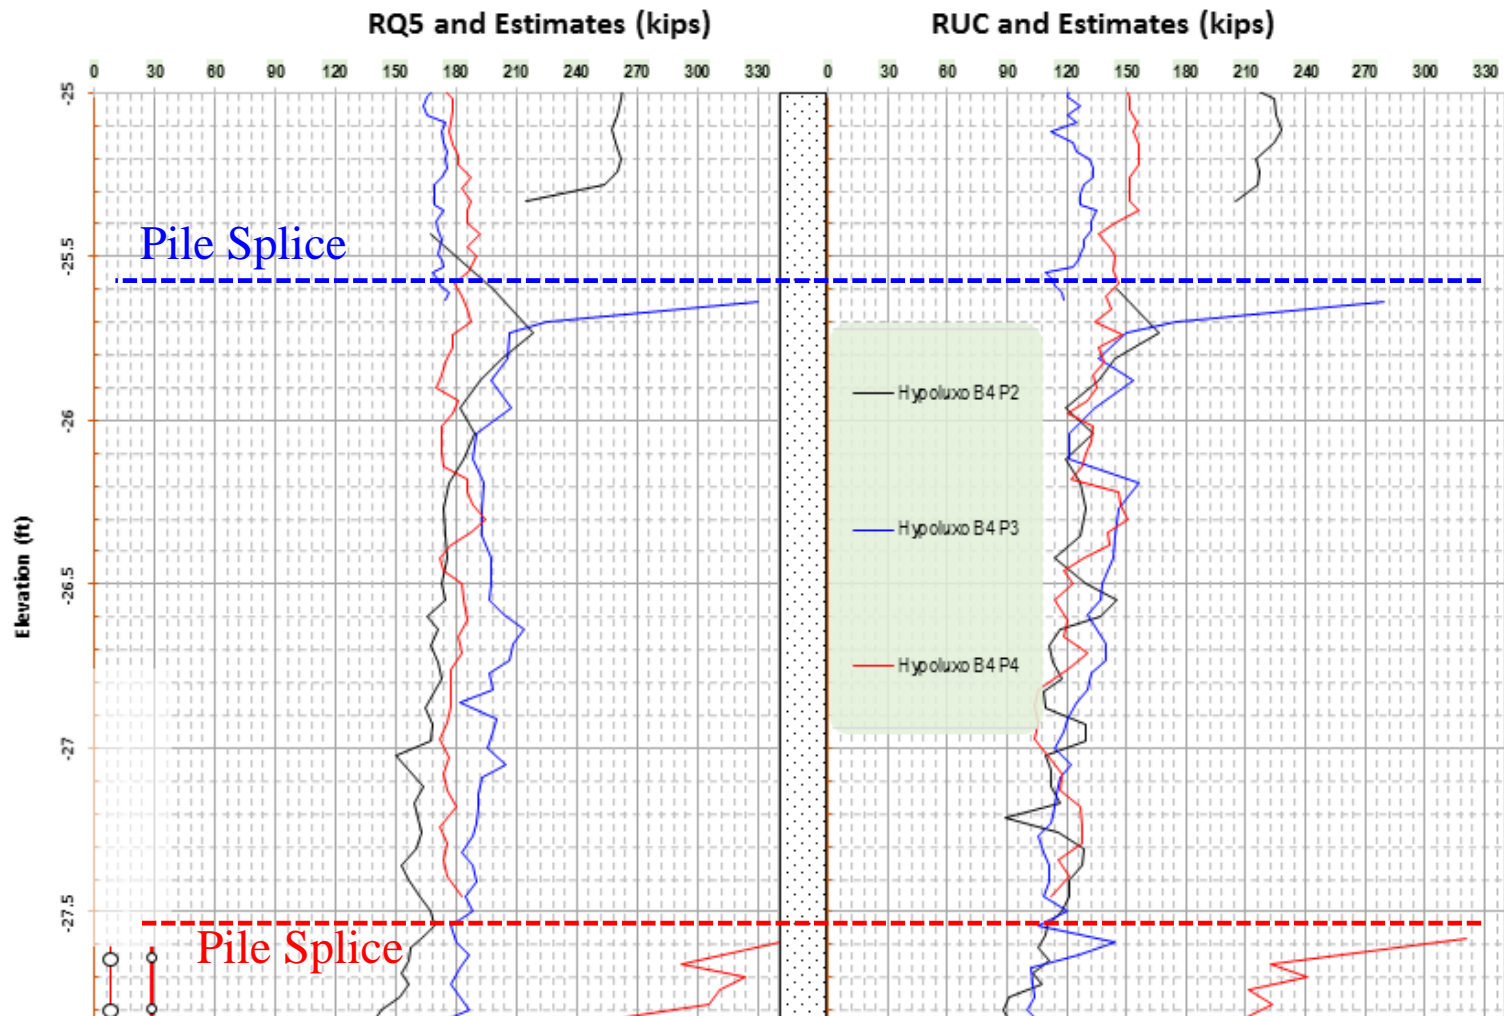 RQ5 and Estimates (kips) RUC and Estimates (kips)
0 30 60 90 120 150 180 210 240 270 300 330 0 30 60 90 120 150 180 210 240 270 300 330
-25
Pile Splice
-25.5
Hypoluxo B4 P2
-26
Elevation (ft)
Hypoluxo B4 P3
-26.5
Hypoluxo B4 P4
-27
-27.5
Pile Splice